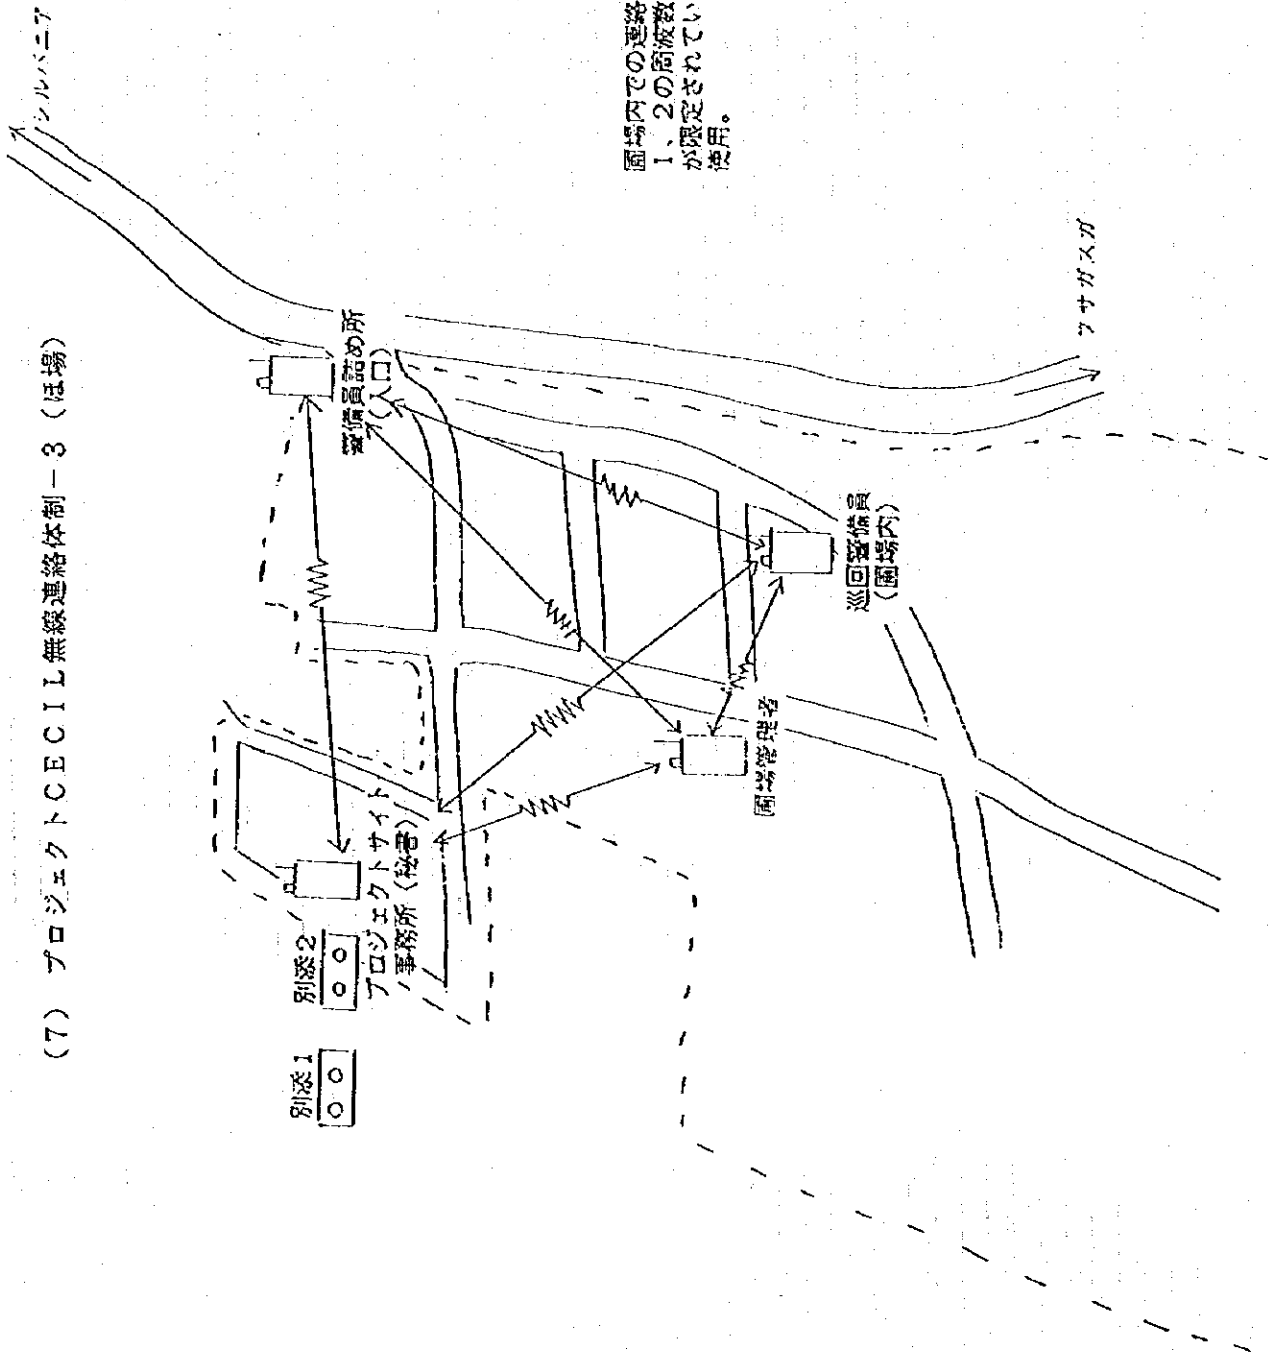 (7) プロジェクトCECIL無線連絡体制-3(ほ場)
シルバニア
圃場内での連絡
1、2の周波数
が限定されてい
使用。
フサガスガ
警備員詰め所
(入口)
別添1
別添2
プロジェクトサイト
事務所(秘書)
圃場管理者
巡回警備員
(圃場内)